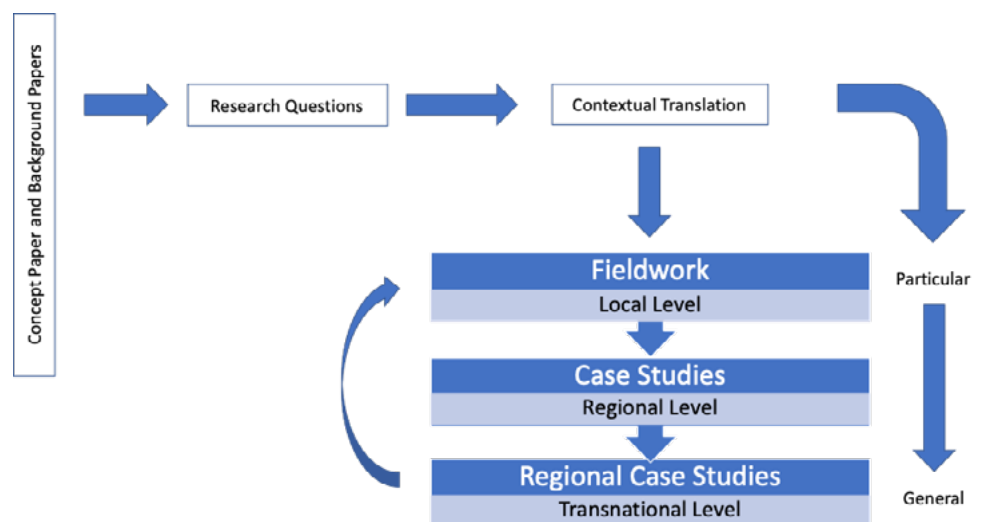 Concept Paper and Background Papers
Research Questions
Contextual Translation
Fieldwork
Local Level
Particular
Case Studies
Regional Level
Regional Case Studies
Transnational Level
General